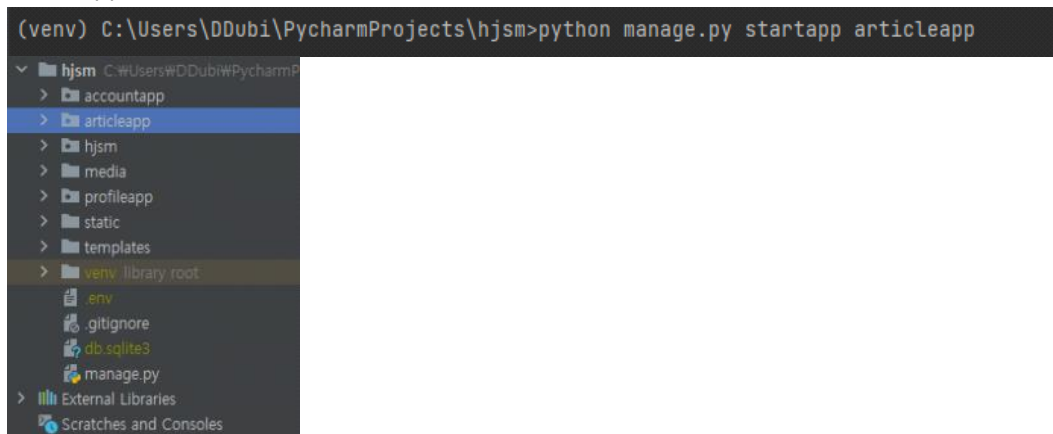 (venv) C:\Users\DDubi\PycharmProjects\hjsm>python manage.py startapp articleapp
hjsm C:₩Users₩DDubi₩PycharmP
accountapp
articleapp
hjsm
media
profileapp
static
templates
venv library root
.env
.gitignore
db.sqlite3
manage.py
External Libraries
Scratches and Consoles